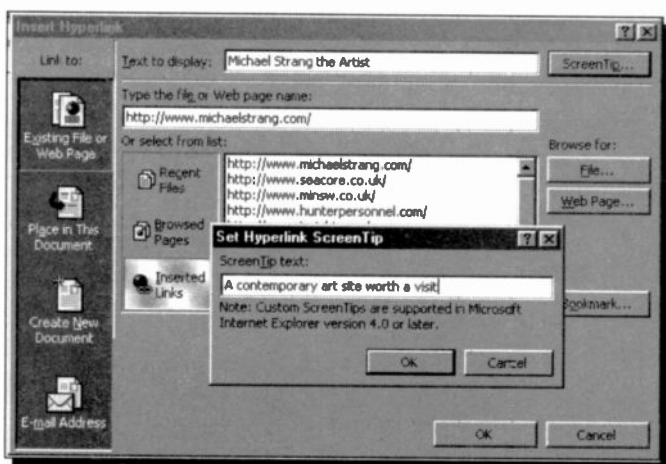 Insert Hyperlink
Link to:
Text to display: Michael Strang the Artist
ScreenTip...
Type the file or Web page name:
http://www.michaelstrang.com/
Existing File or
Web Page
Or select from list:
Browse for:
Recent
Files
http://www.michaelstrang.com/
http://www.seacore.co.uk/
http://www.minsw.co.uk/
http://www.hunterpersonnel.com/
File...
Web Page...
Place in This
Document
Browsed
Pages
Set Hyperlink ScreenTip
ScreenTip text:
A contemporary art site worth a visit
Inserted
Links
Note: Custom ScreenTips are supported in Microsoft
Internet Explorer version 4.0 or later.
Bookmark...
Create New
Document
OK
Cancel
E-mail Address
OK
Cancel